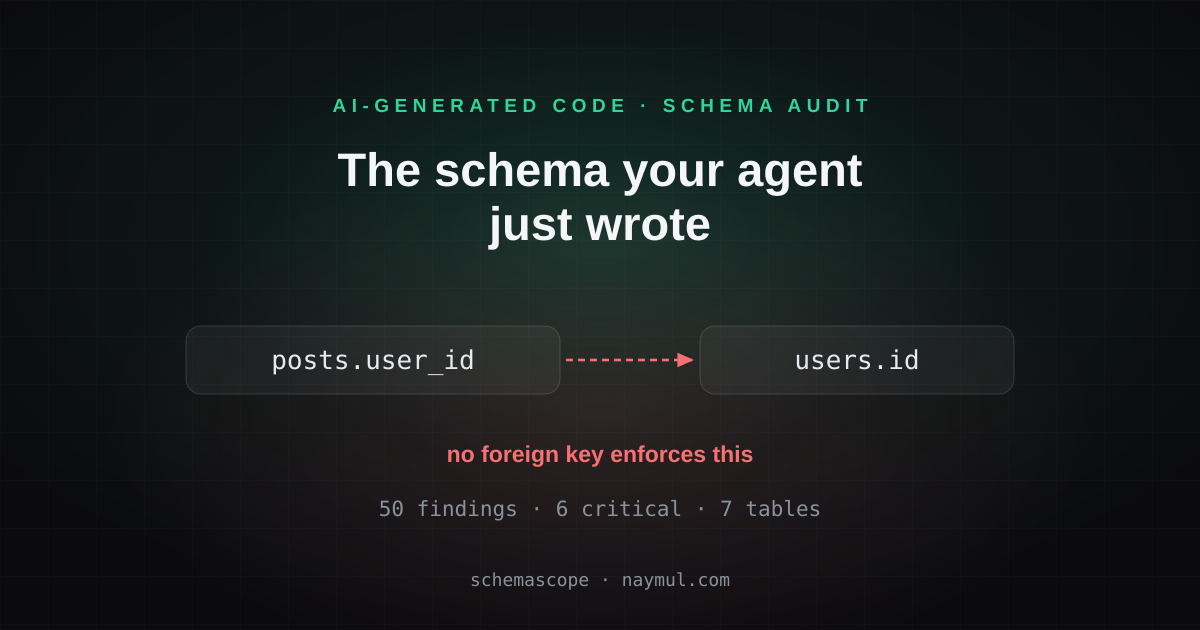 AI-GENERATED CODE · SCHEMA AUDIT
The schema your agent
just wrote
posts.user_id
users.id
no foreign key enforces this
50 findings · 6 critical · 7 tables
schemascope · naymul.com